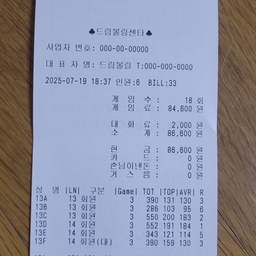 ♠드림볼링센타♠
사업자 번호: 000-00-00000
대 표 자 명: 드림볼링 T:000-000-0000
2025-07-19 18:37 인원:6 BILL:33
게 임 수 : 18 회
게 임 료 : 84,600 원
대 화 료 : 2,000 원
소 계 : 86,600 원
현 금 : 86,600 원
카 드 : 0 원
손님이낸돈 : 0 원
거 스 름 : 0 원
성 명 |LN| 구분 |Game| TOT |TOP|AVR| R
13A 13 회원 3 390 131 130 3
13B 13 회원 3 286 103 95 6
13C 13 회원 3 550 200 183 2
13D 14 회원 3 552 191 184 1
13E 14 회원 3 343 121 114 5
13F 14 회원(대) 3 390 159 130 3